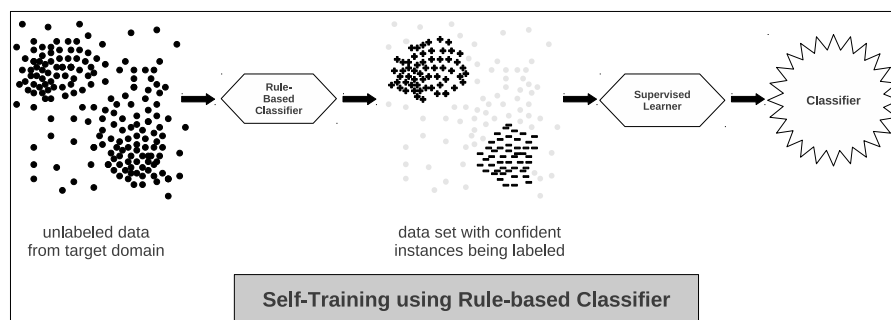 Rule-
Based
Classifier
Supervised
Learner
Classifier
unlabeled data
from target domain
data set with confident
instances being labeled
Self-Training using Rule-based Classifier